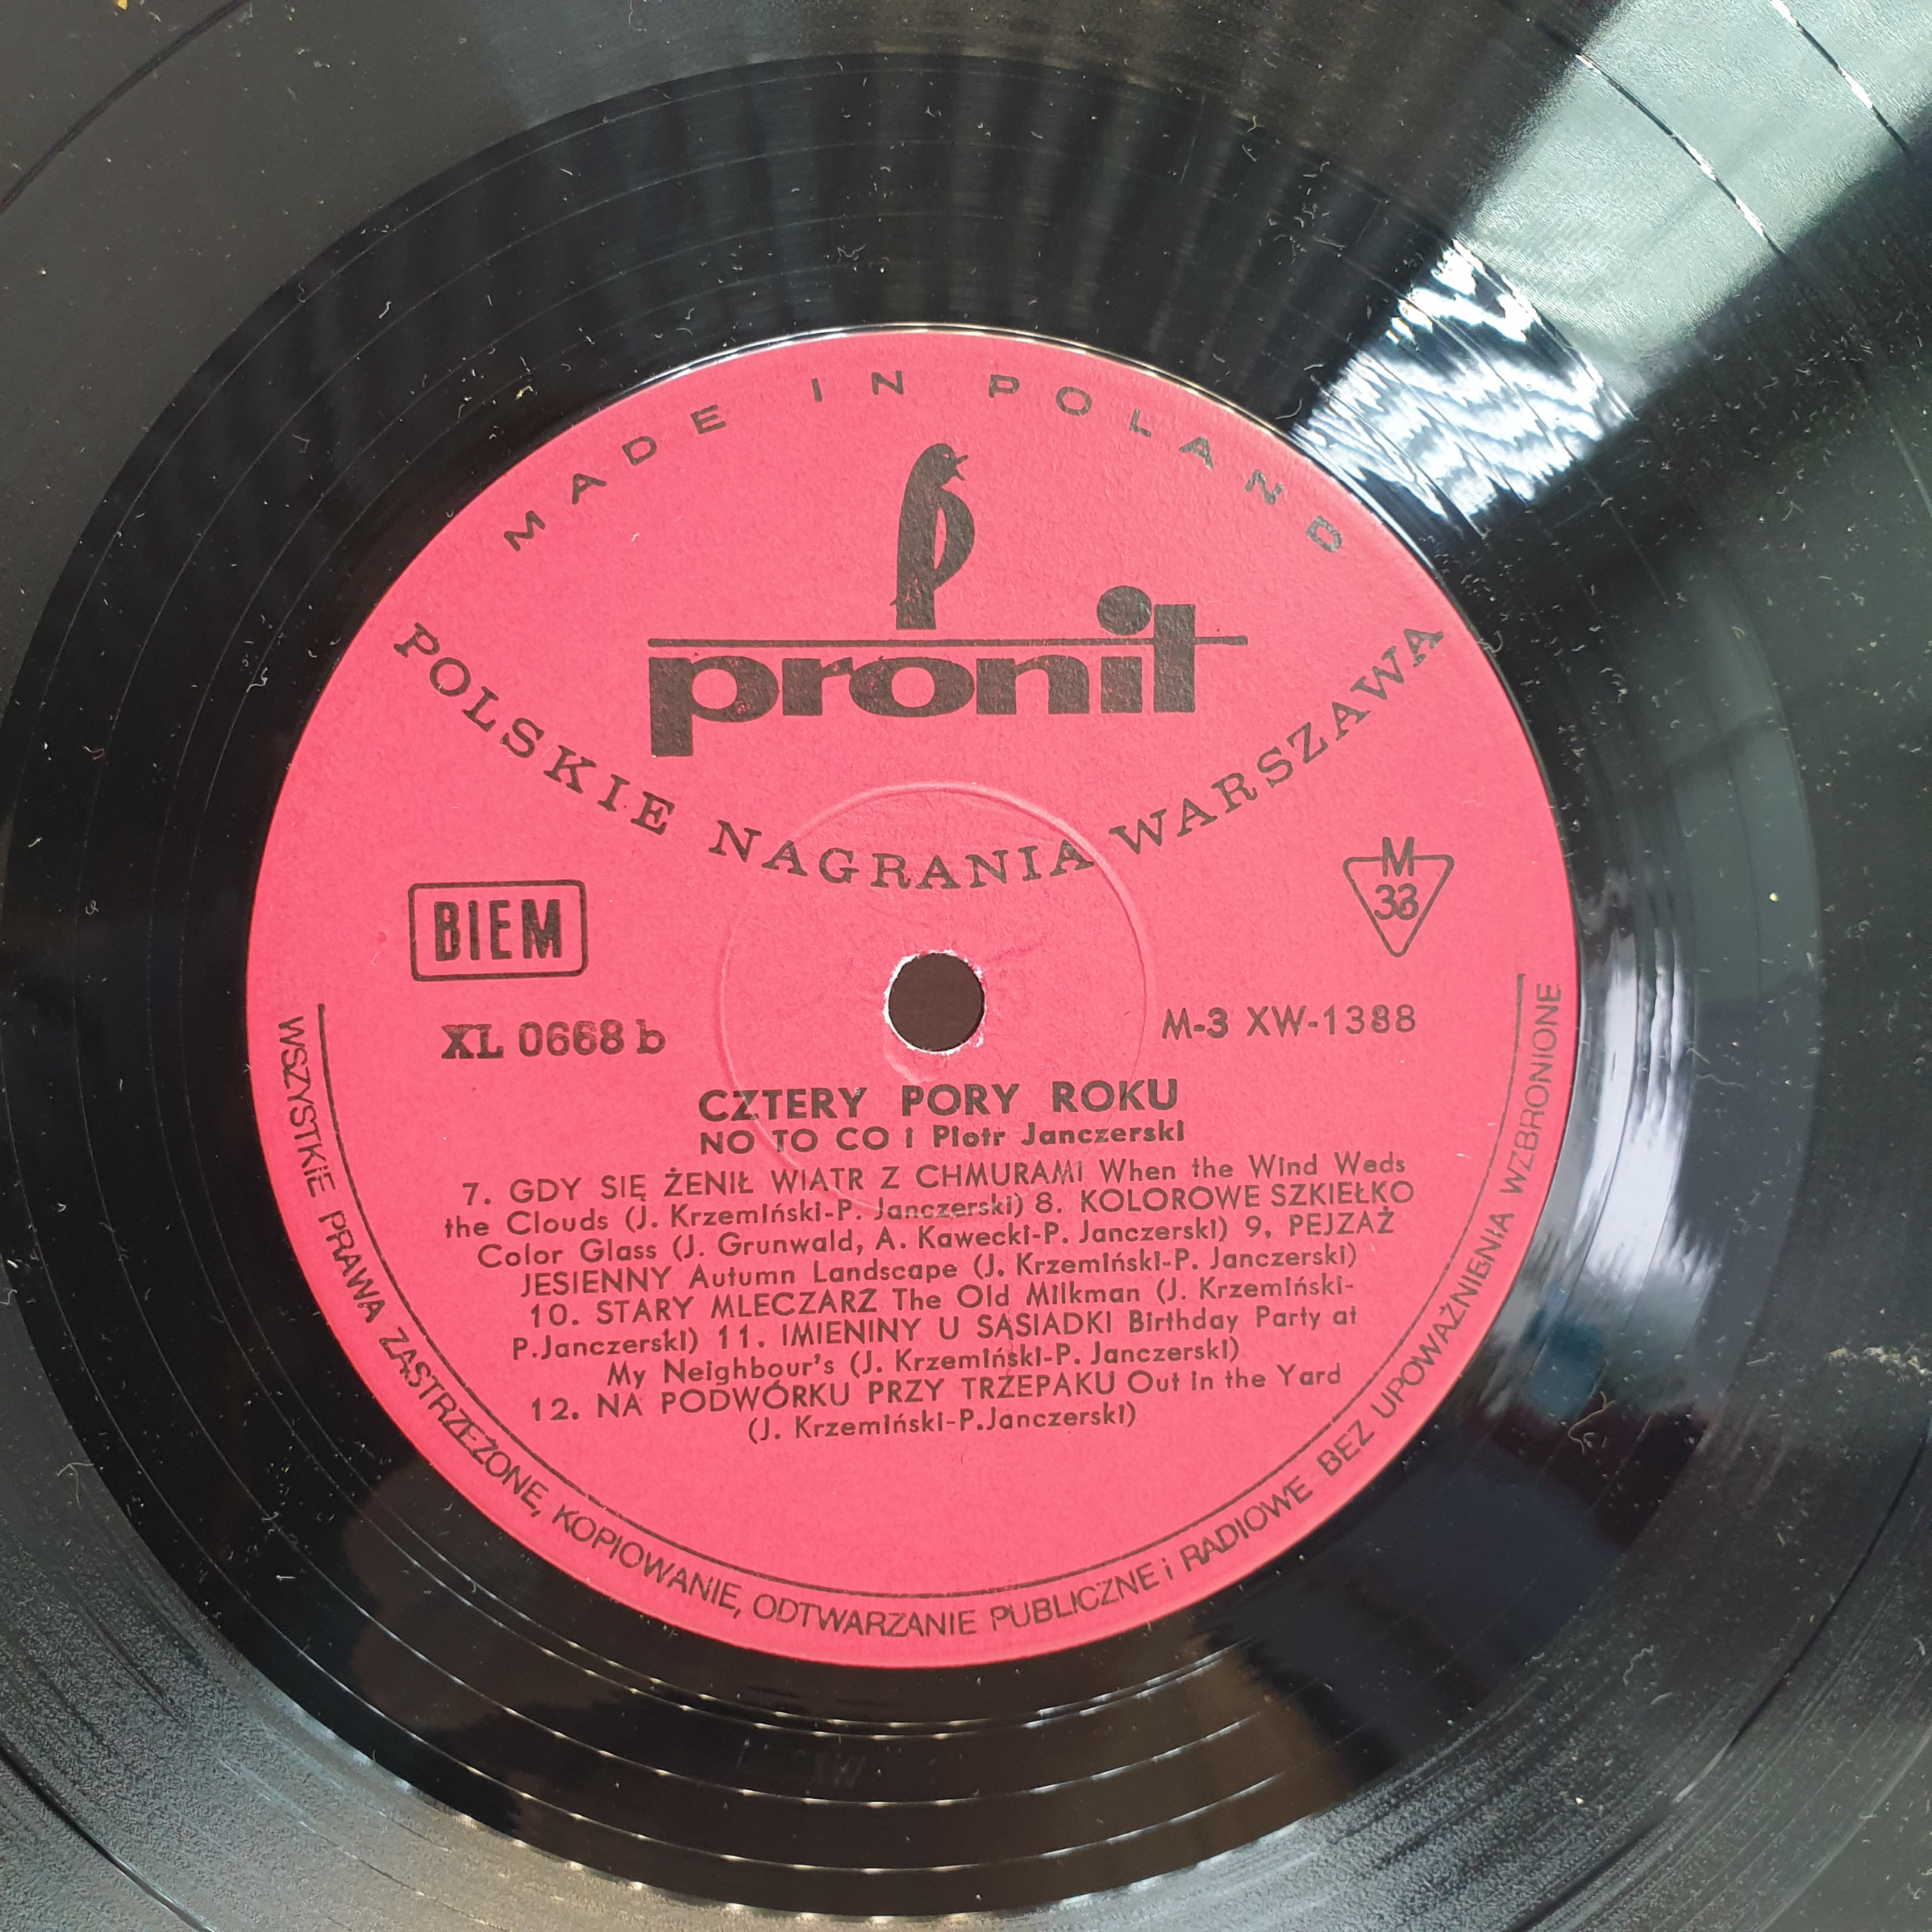 MADE IN POLAND
pronit
POLSKIE NAGRANIA WARSZAWA
BIEM
M
33
XL 0668 b
M-3 XW-1388
CZTERY PORY ROKU
NO TO CO i Piotr Janczerski
7. GDY SIĘ ŻENIŁ WIATR Z CHMURAMI When the Wind Weds
the Clouds (J. Krzemiński-P. Janczerski) 8. KOLOROWE SZKIEŁKO
Color Glass (J. Grunwald, A. Kawecki-P. Janczerski) 9. PEJZAŻ
JESIENNY Autumn Landscape (J. Krzemiński-P. Janczerski)
10. STARY MLECZARZ The Old Milkman (J. Krzemiński-
P.Janczerski) 11. IMIENINY U SĄSIADKI Birthday Party at
My Neighbour's (J. Krzemiński-P. Janczerski)
12. NA PODWÓRKU PRZY TRZEPAKU Out in the Yard
(J. Krzemiński-P.Janczerski)
WSZYSTKIE PRAWA ZASTRZEŻONE, KOPIOWANIE, ODTWARZANIE PUBLICZNE i RADIOWE BEZ UPOWAŻNIENIA WZBRONIONE